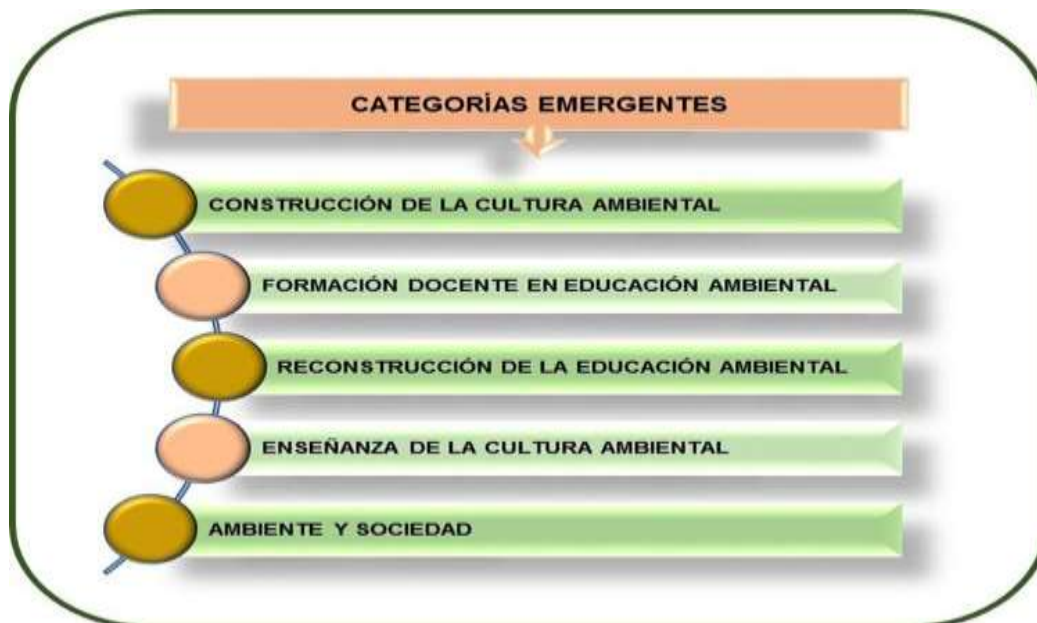 CATEGORÍAS EMERGENTES
CONSTRUCCIÓN DE LA CULTURA AMBIENTAL
FORMACIÓN DOCENTE EN EDUCACIÓN AMBIENTAL
RECONSTRUCCIÓN DE LA EDUCACIÓN AMBIENTAL
ENSEÑANZA DE LA CULTURA AMBIENTAL
AMBIENTE Y SOCIEDAD